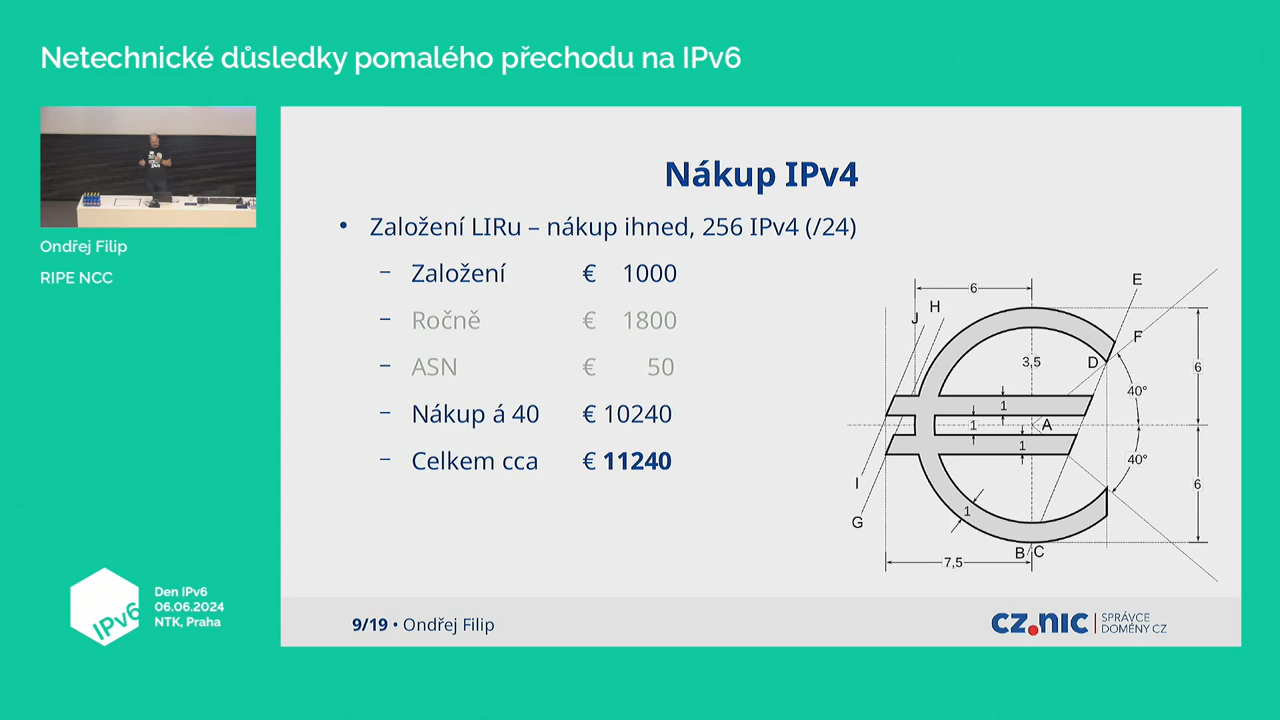 Netechnické důsledky pomalého přechodu na IPv6
Ondřej Filip
RIPE NCC
Nákup IPv4
• Založení LIRu – nákup ihned, 256 IPv4 (/24)
– Založení € 1000
– Ročně € 1800
– ASN € 50
– Nákup á 40 € 10240
– Celkem cca € 11240
6
H
J
E
F
D
3,5
6
40°
1
1
A
1
40°
I
6
G
1
B
C
7,5
IPv6
Den IPv6
06.06.2024
NTK, Praha
9/19 • Ondřej Filip
cz.nic
SPRÁVCE
DOMÉNY CZ